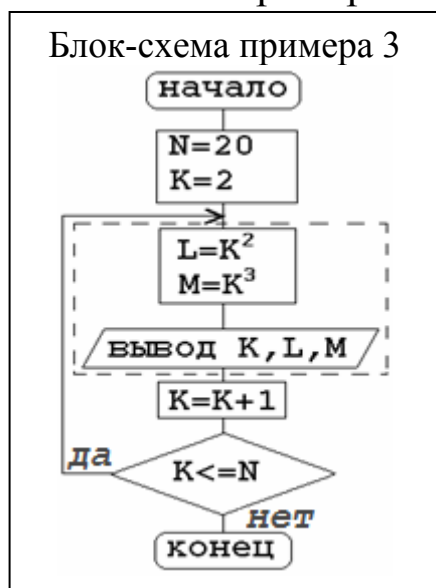 Блок-схема примера 3
начало
N=20
K=2
L=K²
M=K³
вывод K,L,M
K=K+1
да
K<=N
нет
конец